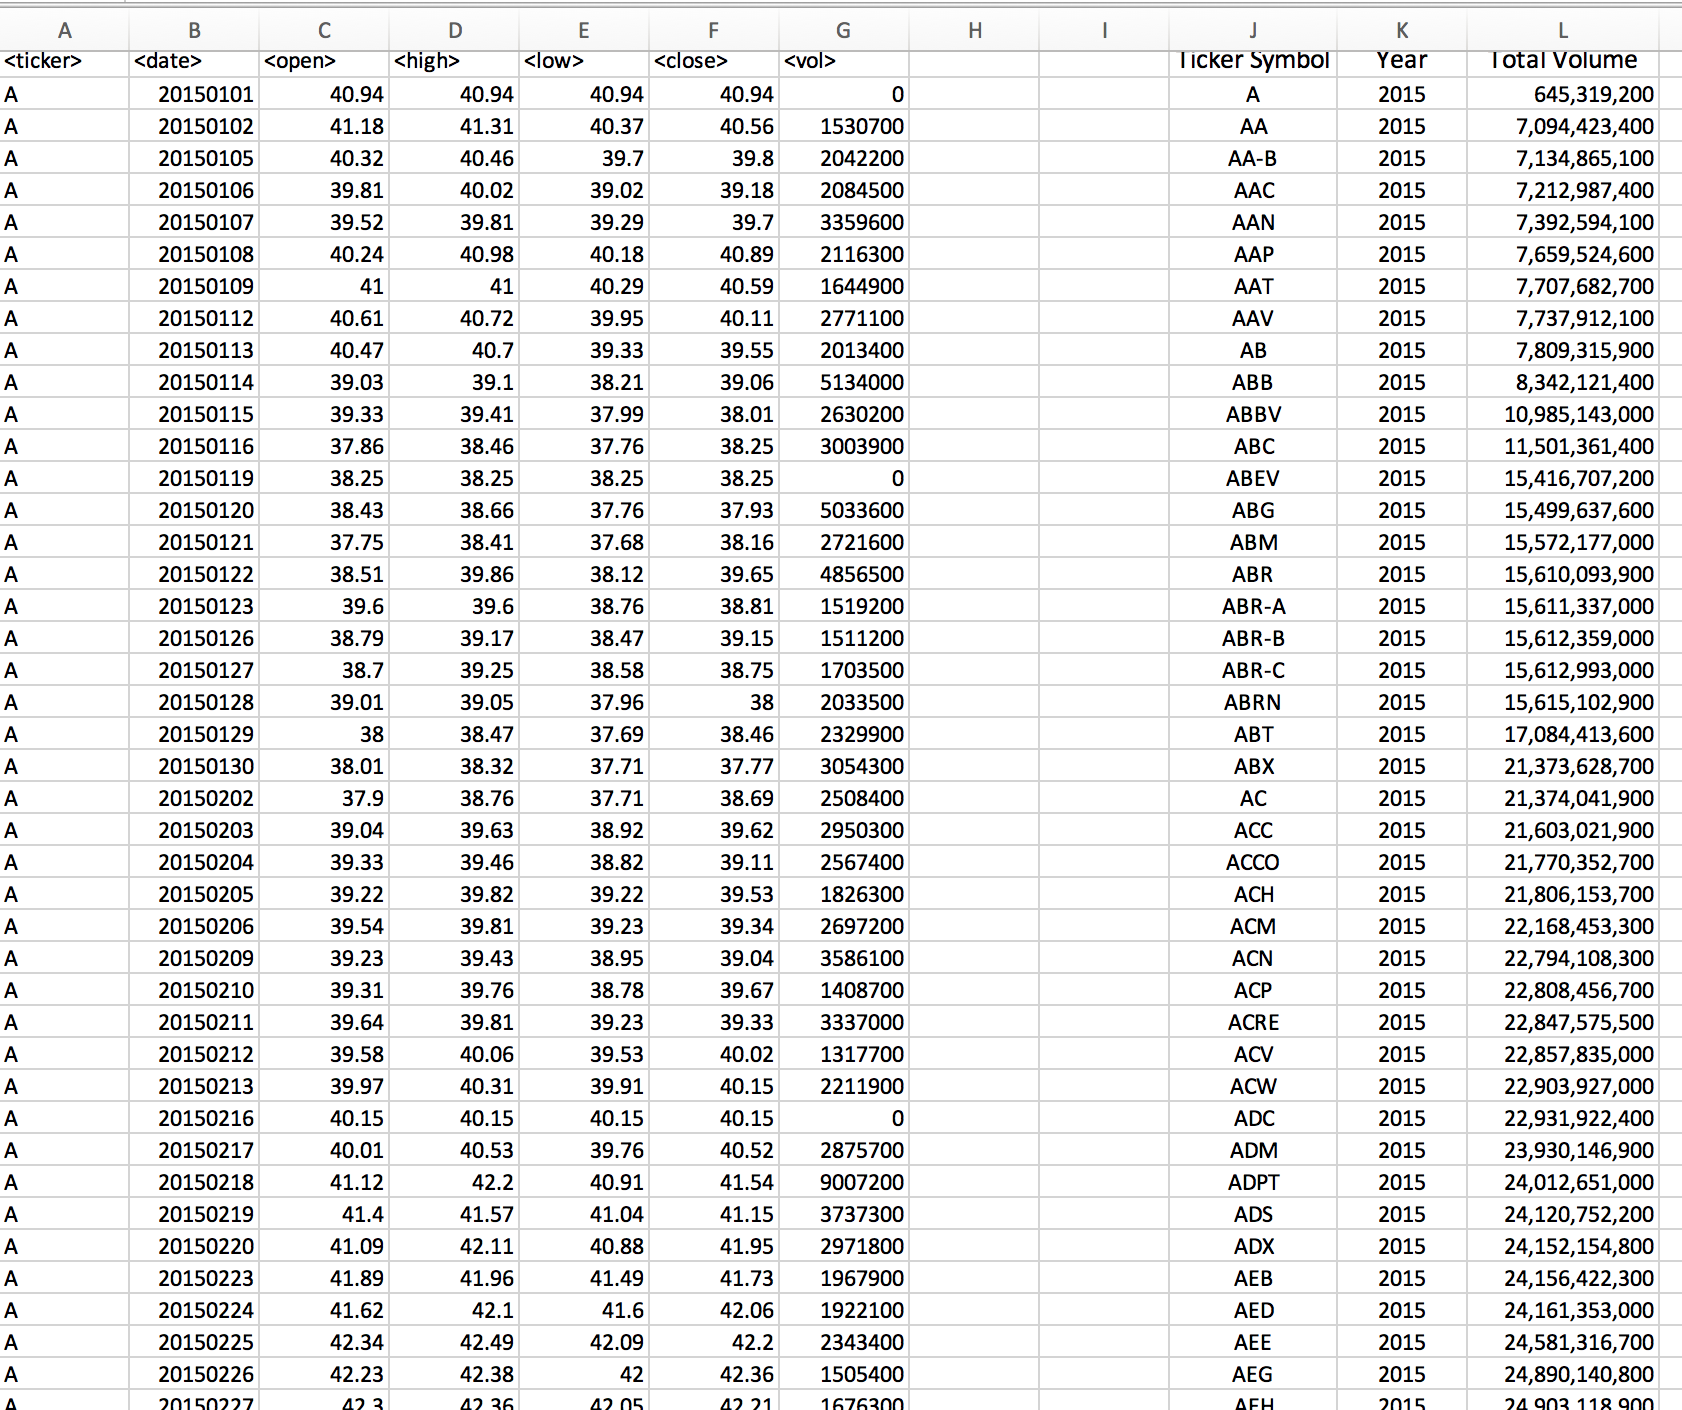 A B C D E F G H I J K L
<ticker> <date> <open> <high> <low> <close> <vol> Ticker Symbol Year Total Volume
A 20150101 40.94 40.94 40.94 40.94 0 A 2015 645,319,200
A 20150102 41.18 41.31 40.37 40.56 1530700 AA 2015 7,094,423,400
A 20150105 40.32 40.46 39.7 39.8 2042200 AA-B 2015 7,134,865,100
A 20150106 39.81 40.02 39.02 39.18 2084500 AAC 2015 7,212,987,400
A 20150107 39.52 39.81 39.29 39.7 3359600 AAN 2015 7,392,594,100
A 20150108 40.24 40.98 40.18 40.89 2116300 AAP 2015 7,659,524,600
A 20150109 41 41 40.29 40.59 1644900 AAT 2015 7,707,682,700
A 20150112 40.61 40.72 39.95 40.11 2771100 AAV 2015 7,737,912,100
A 20150113 40.47 40.7 39.33 39.55 2013400 AB 2015 7,809,315,900
A 20150114 39.03 39.1 38.21 39.06 5134000 ABB 2015 8,342,121,400
A 20150115 39.33 39.41 37.99 38.01 2630200 ABBV 2015 10,985,143,000
A 20150116 37.86 38.46 37.76 38.25 3003900 ABC 2015 11,501,361,400
A 20150119 38.25 38.25 38.25 38.25 0 ABEV 2015 15,416,707,200
A 20150120 38.43 38.66 37.76 37.93 5033600 ABG 2015 15,499,637,600
A 20150121 37.75 38.41 37.68 38.16 2721600 ABM 2015 15,572,177,000
A 20150122 38.51 39.86 38.12 39.65 4856500 ABR 2015 15,610,093,900
A 20150123 39.6 39.6 38.76 38.81 1519200 ABR-A 2015 15,611,337,000
A 20150126 38.79 39.17 38.47 39.15 1511200 ABR-B 2015 15,612,359,000
A 20150127 38.7 39.25 38.58 38.75 1703500 ABR-C 2015 15,612,993,000
A 20150128 39.01 39.05 37.96 38 2033500 ABRN 2015 15,615,102,900
A 20150129 38 38.47 37.69 38.46 2329900 ABT 2015 17,084,413,600
A 20150130 38.01 38.32 37.71 37.77 3054300 ABX 2015 21,373,628,700
A 20150202 37.9 38.76 37.71 38.69 2508400 AC 2015 21,374,041,900
A 20150203 39.04 39.63 38.92 39.62 2950300 ACC 2015 21,603,021,900
A 20150204 39.33 39.46 38.82 39.11 2567400 ACCO 2015 21,770,352,700
A 20150205 39.22 39.82 39.22 39.53 1826300 ACH 2015 21,806,153,700
A 20150206 39.54 39.81 39.23 39.34 2697200 ACM 2015 22,168,453,300
A 20150209 39.23 39.43 38.95 39.04 3586100 ACN 2015 22,794,108,300
A 20150210 39.31 39.76 38.78 39.67 1408700 ACP 2015 22,808,456,700
A 20150211 39.64 39.81 39.23 39.33 3337000 ACRE 2015 22,847,575,500
A 20150212 39.58 40.06 39.53 40.02 1317700 ACV 2015 22,857,835,000
A 20150213 39.97 40.31 39.91 40.15 2211900 ACW 2015 22,903,927,000
A 20150216 40.15 40.15 40.15 40.15 0 ADC 2015 22,931,922,400
A 20150217 40.01 40.53 39.76 40.52 2875700 ADM 2015 23,930,146,900
A 20150218 41.12 42.2 40.91 41.54 9007200 ADPT 2015 24,012,651,000
A 20150219 41.4 41.57 41.04 41.15 3737300 ADS 2015 24,120,752,200
A 20150220 41.09 42.11 40.88 41.95 2971800 ADX 2015 24,152,154,800
A 20150223 41.89 41.96 41.49 41.73 1967900 AEB 2015 24,156,422,300
A 20150224 41.62 42.1 41.6 42.06 1922100 AED 2015 24,161,353,000
A 20150225 42.34 42.49 42.09 42.2 2343400 AEE 2015 24,581,316,700
A 20150226 42.23 42.38 42 42.36 1505400 AEG 2015 24,890,140,800
A 20150227 42.3 42.36 42.05 42.21 1676300 AEH 2015 24,903,118,900